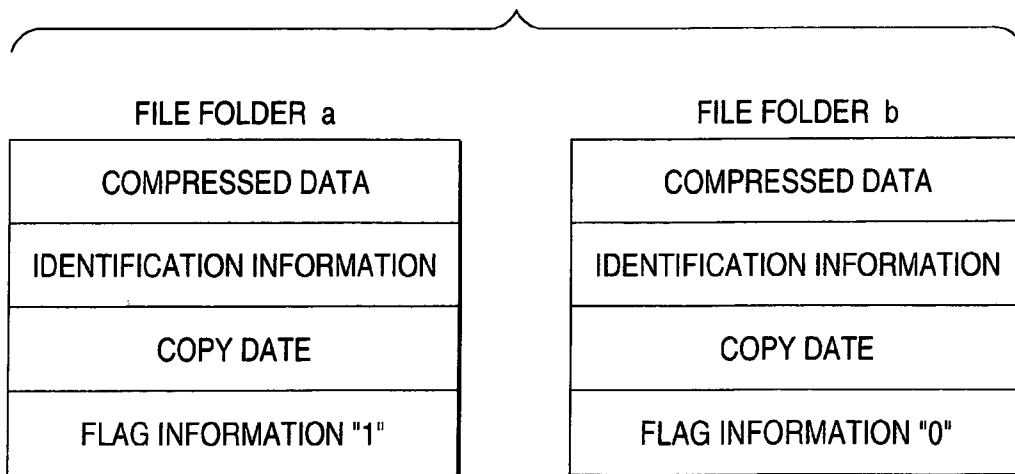 FILE FOLDER a
COMPRESSED DATA
IDENTIFICATION INFORMATION
COPY DATE
FLAG INFORMATION "1"
FILE FOLDER b
COMPRESSED DATA
IDENTIFICATION INFORMATION
COPY DATE
FLAG INFORMATION "0"